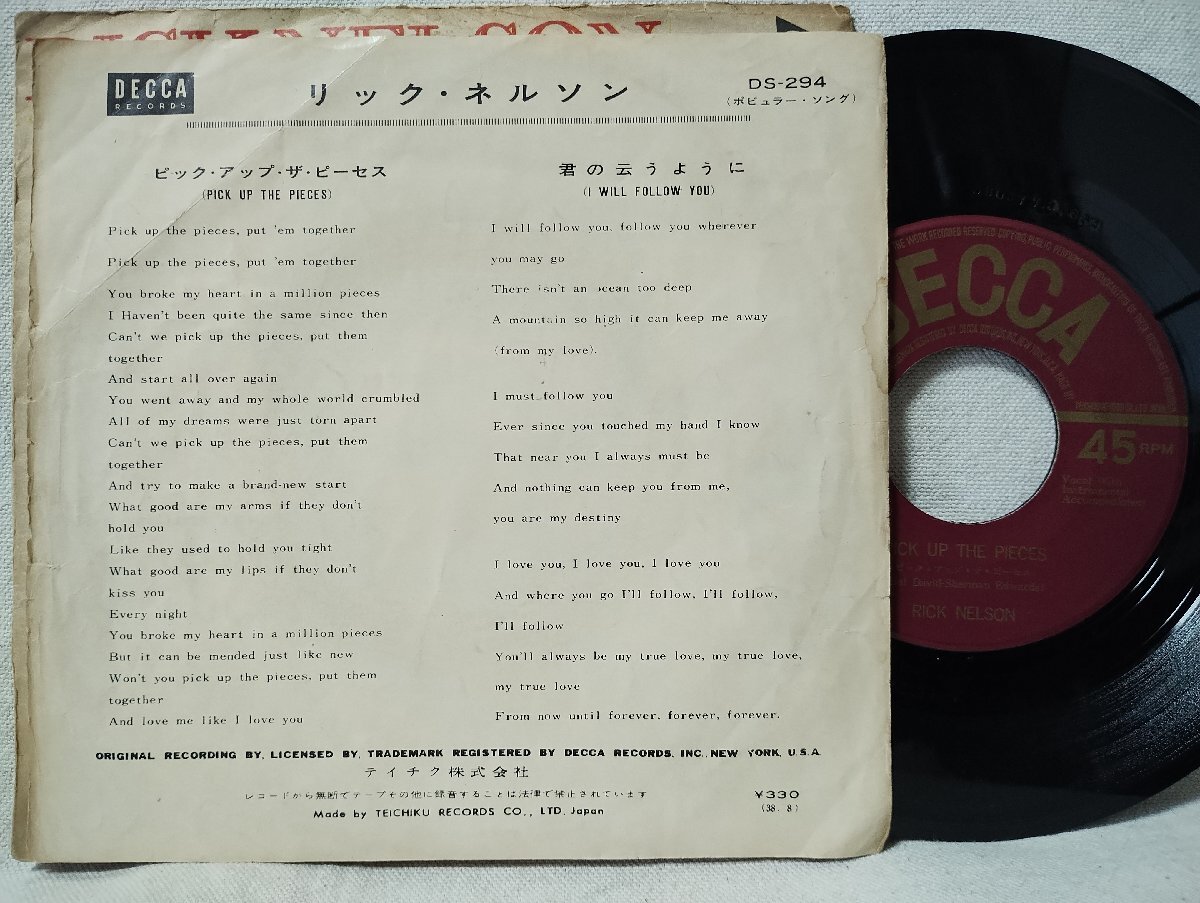 DECCA
RECORDS
リック・ネルソン
DS-294
(ポピュラー・ソング)
ピック・アップ・ザ・ピーセス
(PICK UP THE PIECES)
Pick up the pieces, put 'em together
Pick up the pieces, put 'em together
You broke my heart in a million pieces
I Haven't been quite the same since then
Can't we pick up the pieces, put them
together
And start all over again
You went away and my whole world crumbled
All of my dreams were just torn apart
Can't we pick up the pieces, put them
together
And try to make a brand-new start
What good are my arms if they don't
hold you
Like they used to hold you tight
What good are my lips if they don't
kiss you
Every night
You broke my heart in a million pieces
But it can be mended just like new
Won't you pick up the pieces, put them
together
And love me like I love you
君の云うように
(I WILL FOLLOW YOU)
I will follow you, follow you wherever
you may go
There isn't an ocean too deep
A mountain so high it can keep me away
(from my love).
I must follow you
Ever since you touched my hand I know
That near you I always must be
And nothing can keep you from me,
you are my destiny
I love you, I love you, I love you
And where you go I'll follow, I'll follow,
I'll follow
You'll always be my true love, my true love,
my true love
From now until forever, forever, forever.
ORIGINAL RECORDING BY, LICENSED BY, TRADEMARK REGISTERED BY DECCA RECORDS, INC., NEW YORK, U.S.A.
テイチク株式会社
レコードから無断でテープその他に録音することは法律で禁止されています
¥330
(38. 8)
Made by TEICHIKU RECORDS CO., LTD. Japan
DECCA
45 RPM
CK UP THE PIECES
RICK NELSON